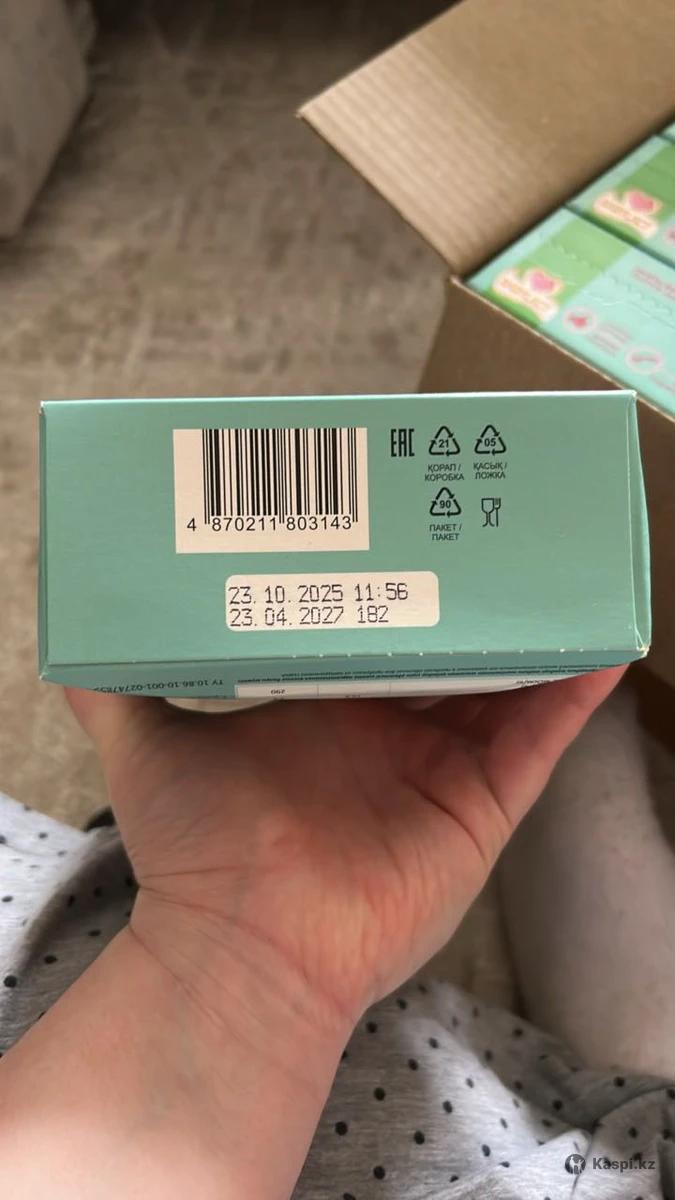 4 870211 803143
EAC
21
ҚОРАП /
КОРОБКА
05
ҚАСЫҚ /
ЛОЖКА
90
ПАКЕТ /
ПАКЕТ
23.10.2025 11:56
23.04.2027 182
290
Kaspi.kz